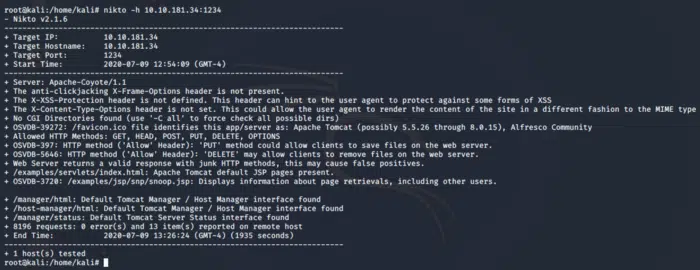 root@kali:/home/kali# nikto -h 10.10.181.34:1234
- Nikto v2.1.6
---------------------------------------------------------------------------
+ Target IP:          10.10.181.34
+ Target Hostname:    10.10.181.34
+ Target Port:        1234
+ Start Time:         2020-07-09 12:54:09 (GMT-4)
---------------------------------------------------------------------------
+ Server: Apache-Coyote/1.1
+ The anti-clickjacking X-Frame-Options header is not present.
+ The X-XSS-Protection header is not defined. This header can hint to the user agent to protect against some forms of XSS
+ The X-Content-Type-Options header is not set. This could allow the user agent to render the content of the site in a different fashion to the MIME type
+ No CGI Directories found (use '-C all' to force check all possible dirs)
+ OSVDB-39272: /favicon.ico file identifies this app/server as: Apache Tomcat (possibly 5.5.26 through 8.0.15), Alfresco Community
+ Allowed HTTP Methods: GET, HEAD, POST, PUT, DELETE, OPTIONS
+ OSVDB-397: HTTP method ('Allow' Header): 'PUT' method could allow clients to save files on the web server.
+ OSVDB-5646: HTTP method ('Allow' Header): 'DELETE' may allow clients to remove files on the web server.
+ Web Server returns a valid response with junk HTTP methods, this may cause false positives.
+ /examples/servlets/index.html: Apache Tomcat default JSP pages present.
+ OSVDB-3720: /examples/jsp/snp/snoop.jsp: Displays information about page retrievals, including other users.
+ /manager/html: Default Tomcat Manager / Host Manager interface found
+ /host-manager/html: Default Tomcat Manager / Host Manager interface found
+ /manager/status: Default Tomcat Server Status interface found
+ 8196 requests: 0 error(s) and 13 item(s) reported on remote host
+ End Time:           2020-07-09 13:26:24 (GMT-4) (1935 seconds)
---------------------------------------------------------------------------
+ 1 host(s) tested
root@kali:/home/kali#